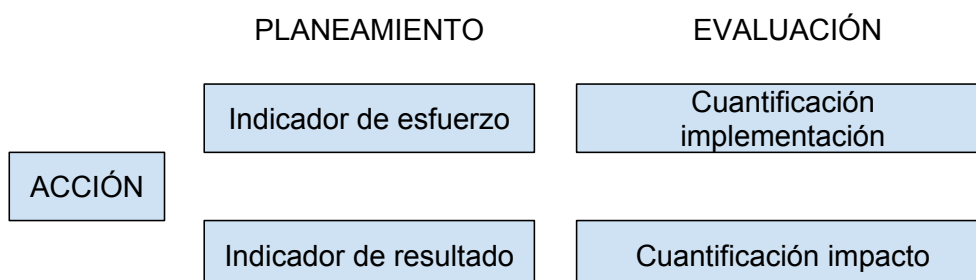 PLANEAMIENTO
EVALUACIÓN
Indicador de esfuerzo
Cuantificación
implementación
ACCIÓN
Indicador de resultado
Cuantificación impacto